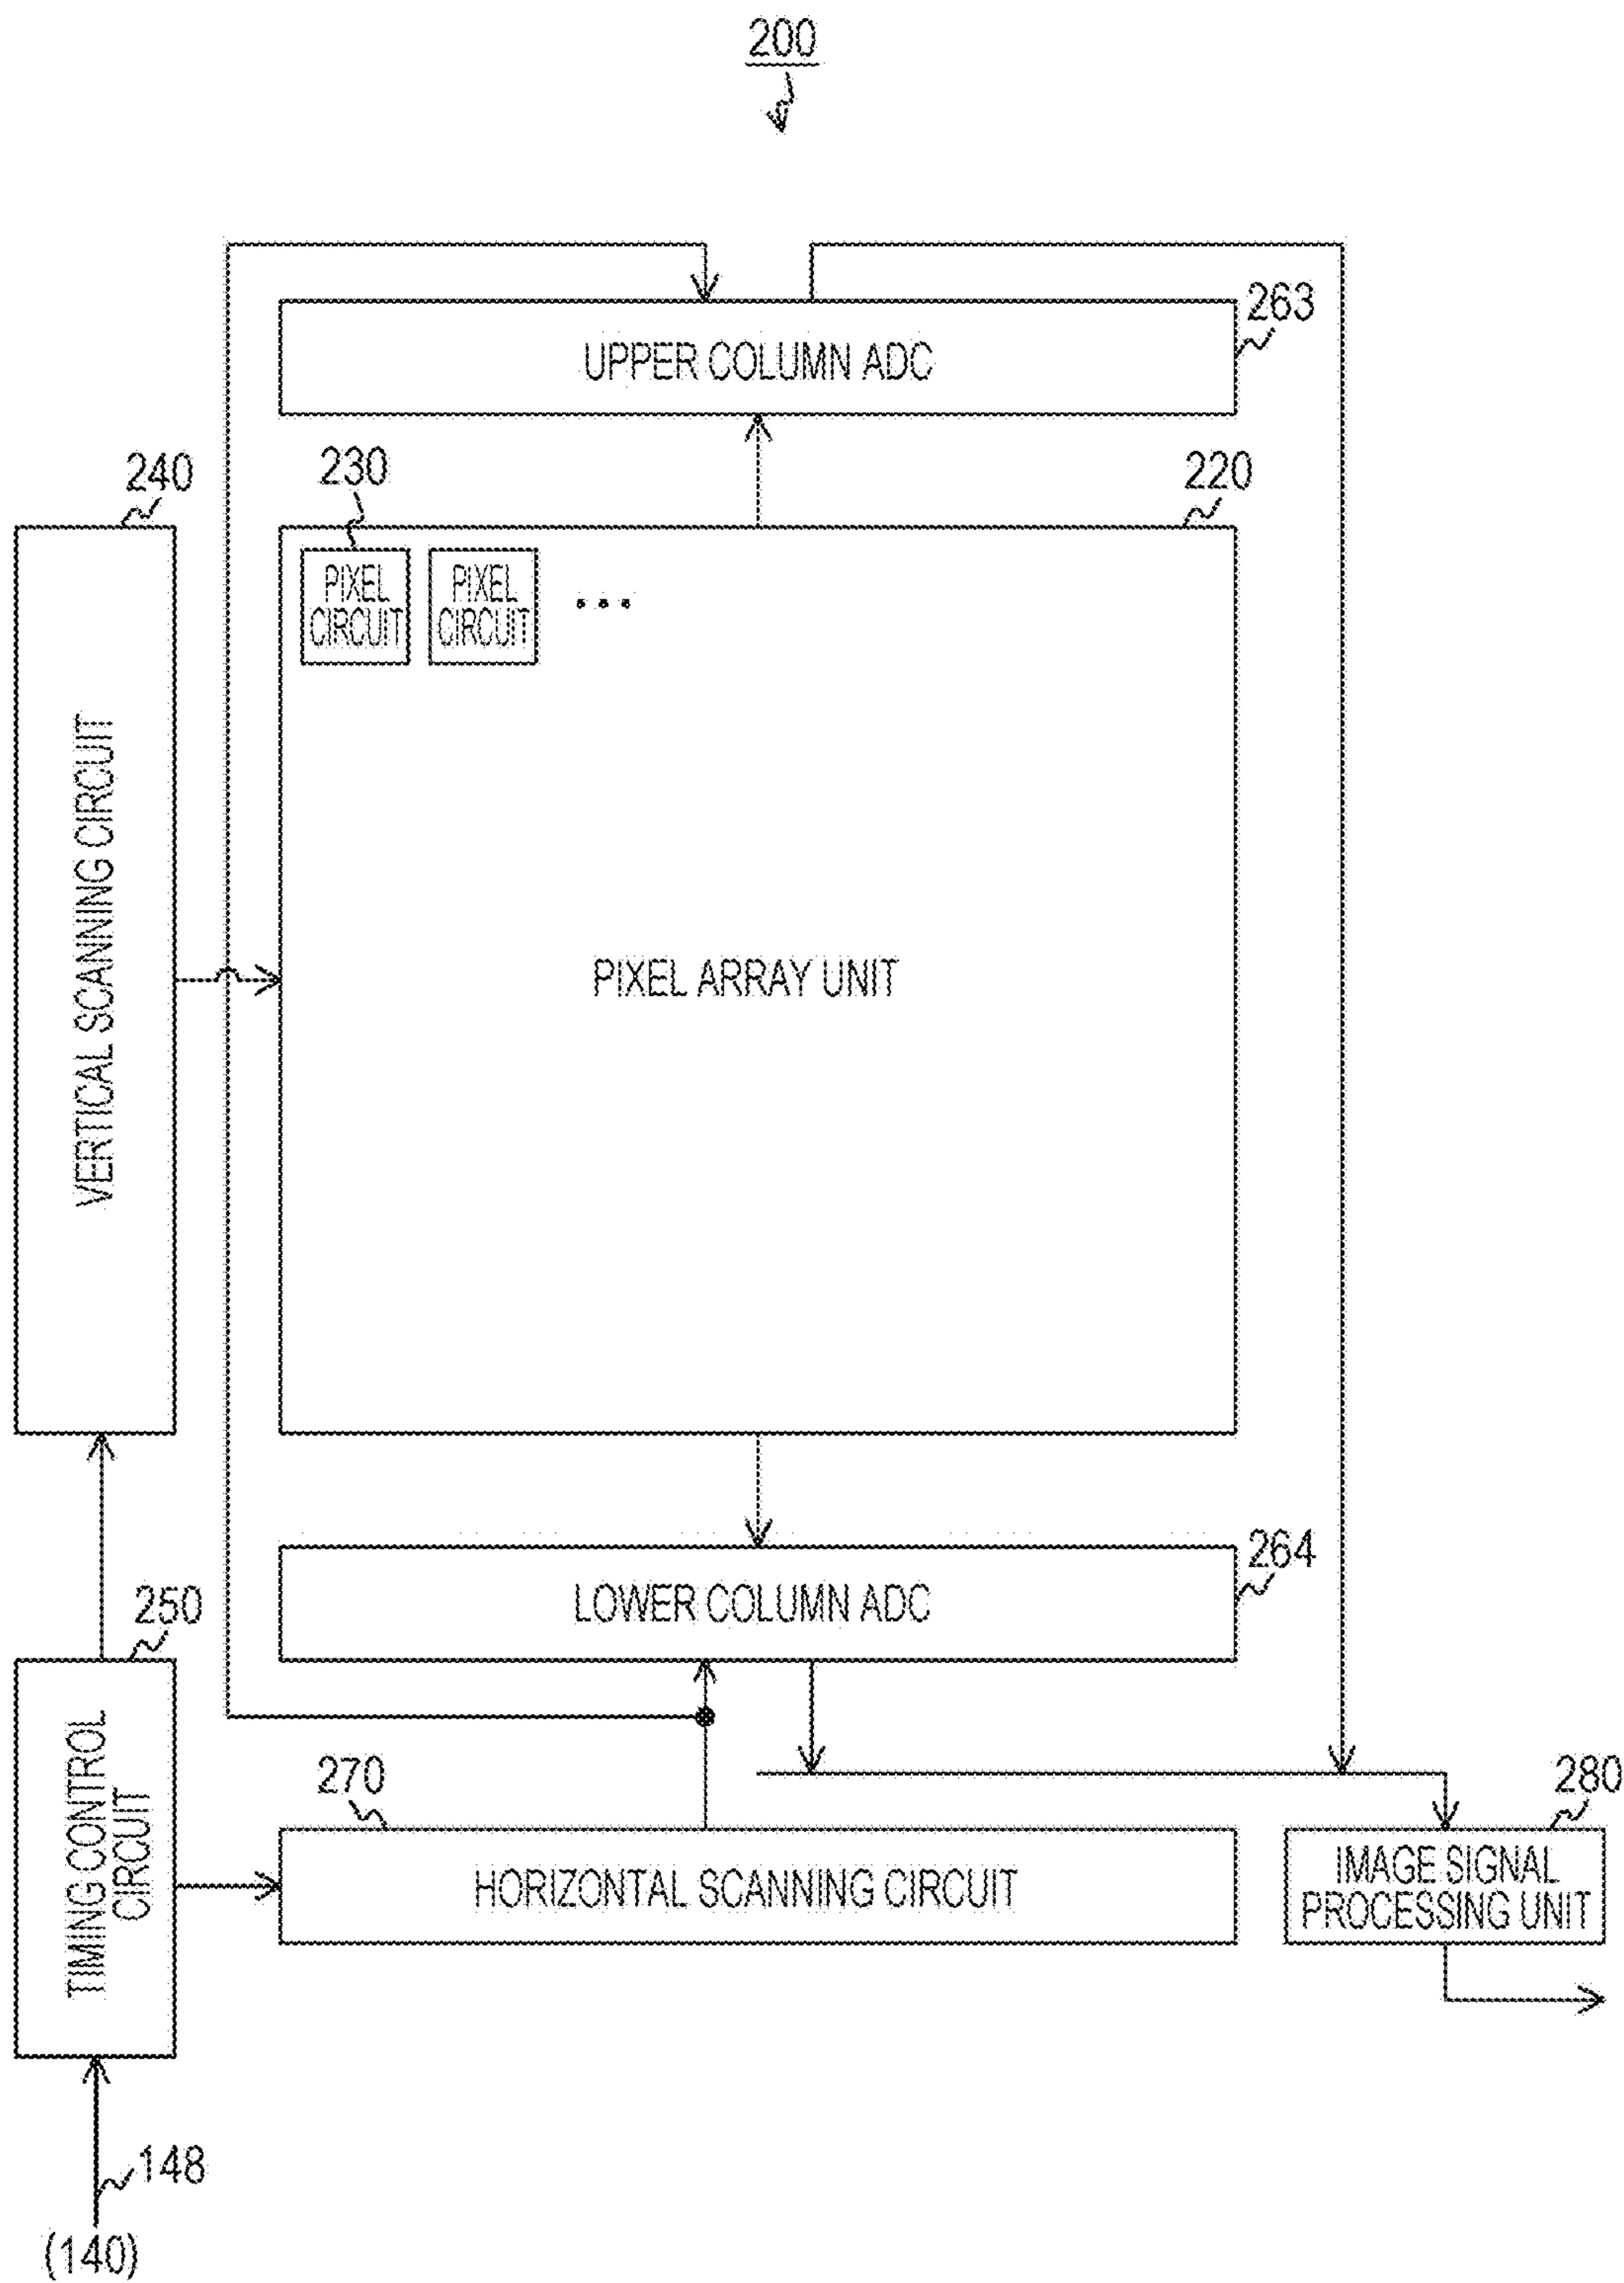 200
263
UPPER COLUMN ADC
240
230
220
PIXEL
CIRCUIT
PIXEL
CIRCUIT
...
VERTICAL SCANNING CIRCUIT
PIXEL ARRAY UNIT
264
LOWER COLUMN ADC
250
TIMING CONTROL
CIRCUIT
270
280
HORIZONTAL SCANNING CIRCUIT
IMAGE SIGNAL
PROCESSING UNIT
148
(140)